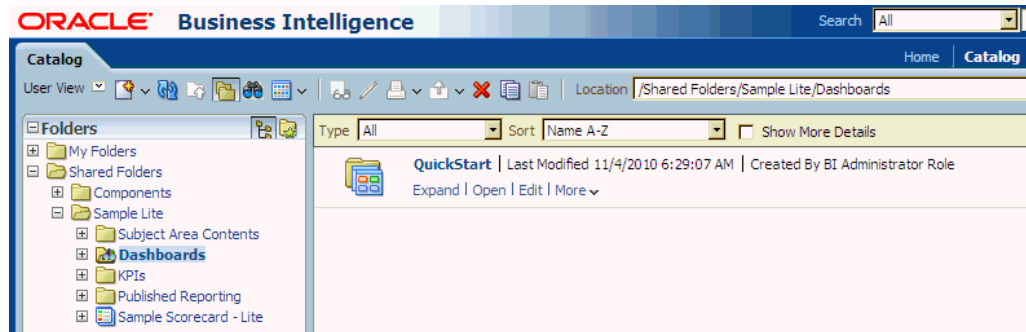 ORACLE Business Intelligence
Search All
Catalog
Home Catalog
User View
Location /Shared Folders/Sample Lite/Dashboards
Folders
Type All Sort Name A-Z Show More Details
My Folders
QuickStart | Last Modified 11/4/2010 6:29:07 AM | Created By BI Administrator Role
Shared Folders
Expand | Open | Edit | More
Components
Sample Lite
Subject Area Contents
Dashboards
KPIs
Published Reporting
Sample Scorecard - Lite